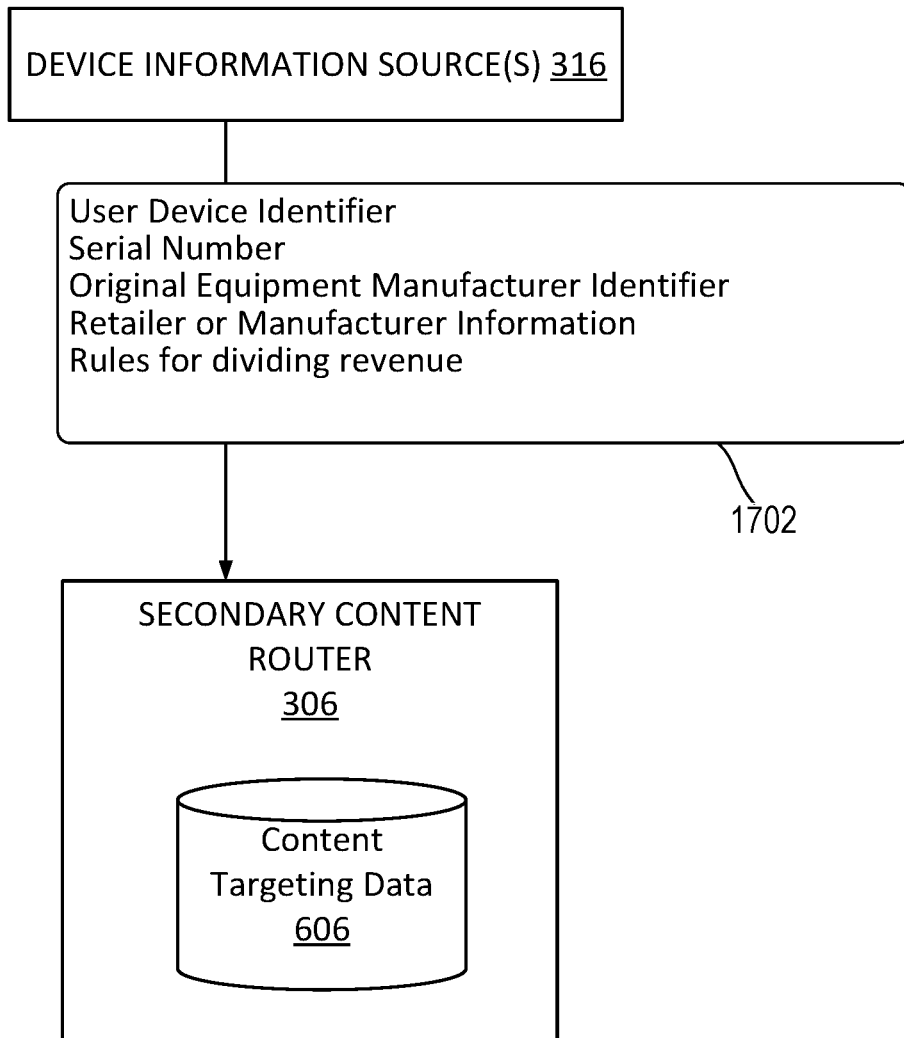 DEVICE INFORMATION SOURCE(S) 316
User Device Identifier
Serial Number
Original Equipment Manufacturer Identifier
Retailer or Manufacturer Information
Rules for dividing revenue
1702
SECONDARY CONTENT
ROUTER
306
Content
Targeting Data
606